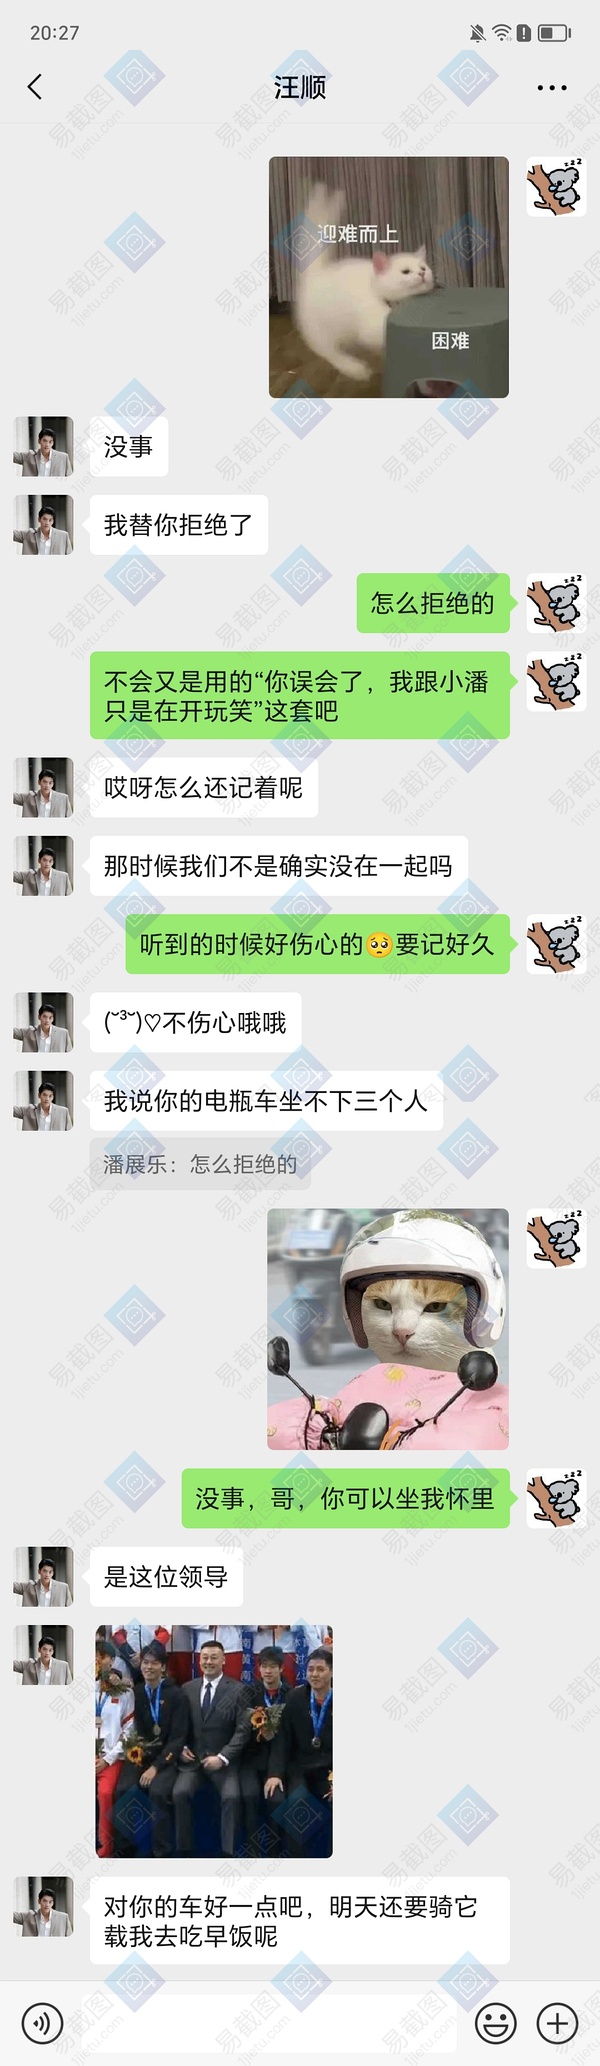 20:27
汪顺
迎难而上
困难
没事
我替你拒绝了
怎么拒绝的
不会又是用的“你误会了，我跟小潘
只是在开玩笑”这套吧
哎呀怎么还记着呢
那时候我们不是确实没在一起吗
听到的时候好伤心的🥺要记好久
(˘³˘)♡不伤心哦哦
我说你的电瓶车坐不下三个人
潘展乐：怎么拒绝的
没事，哥，你可以坐我怀里
是这位领导
对你的车好一点吧，明天还要骑它
载我去吃早饭呢
易截图
1jietu.com